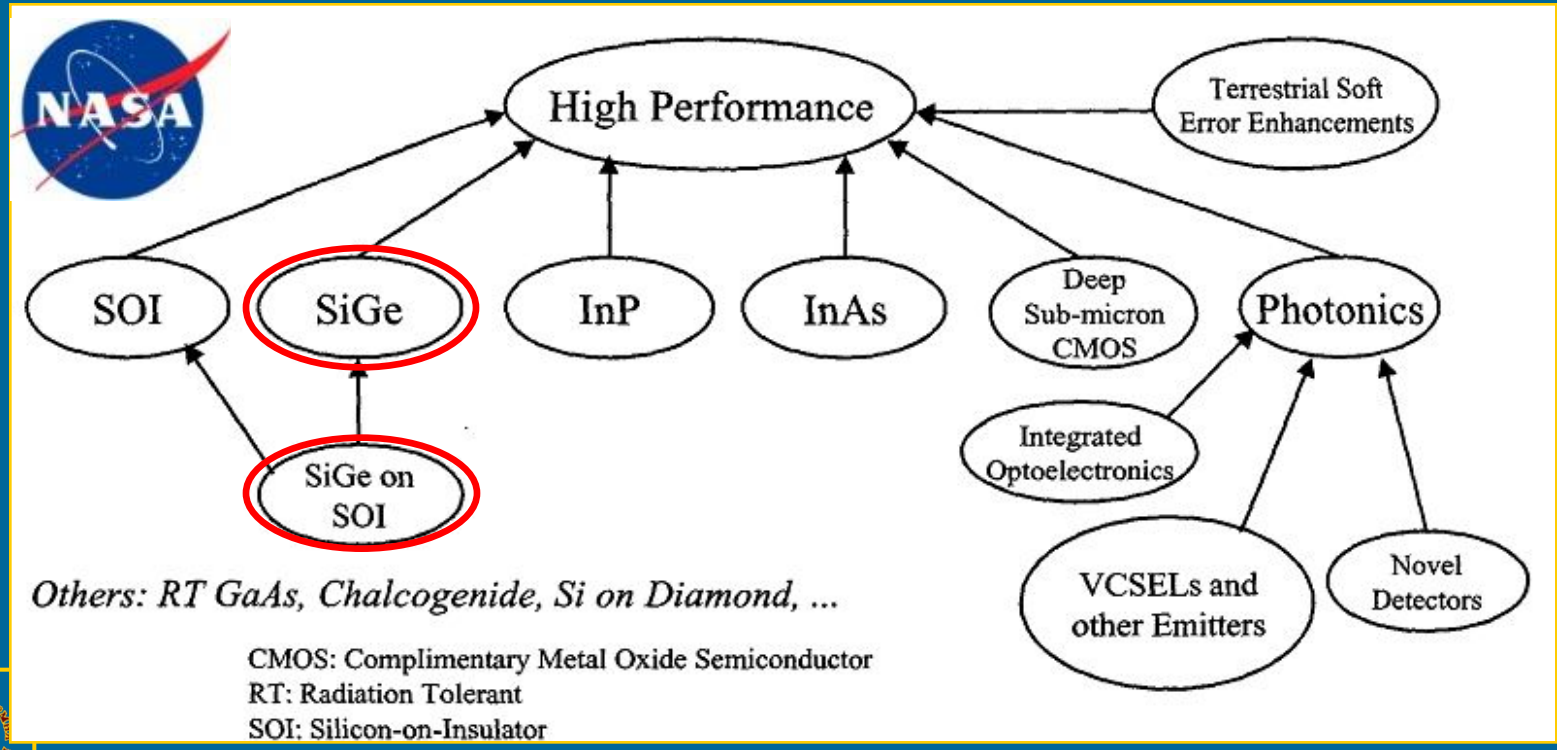 NASA
High Performance
Terrestrial Soft
Error Enhancements
SOI
SiGe
InP
InAs
Deep
Sub-micron
CMOS
Photonics
SiGe on
SOI
Integrated
Optoelectronics
VCSELs and
other Emitters
Novel
Detectors
Others: RT GaAs, Chalcogenide, Si on Diamond, ...
CMOS: Complimentary Metal Oxide Semiconductor
RT: Radiation Tolerant
SOI: Silicon-on-Insulator